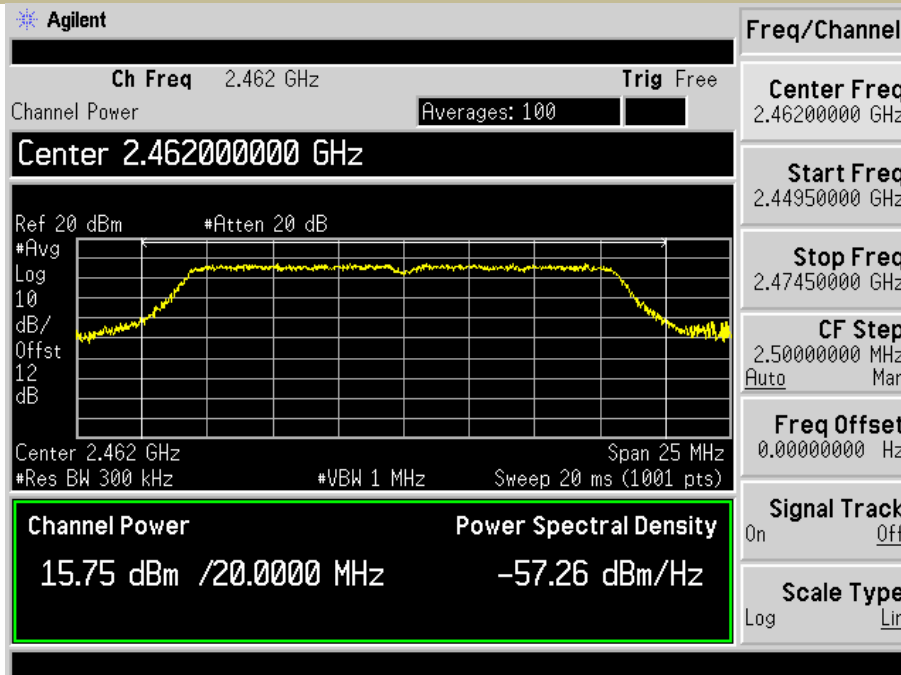 Agilent
Freq/Channel
Ch Freq 2.462 GHz Trig Free
Channel Power Averages: 100
Center 2.462000000 GHz
Ref 20 dBm #Atten 20 dB
#Avg
Log
10
dB/
Offst
12
dB
Center 2.462 GHz Span 25 MHz
#Res BW 300 kHz #VBW 1 MHz Sweep 20 ms (1001 pts)
Channel Power Power Spectral Density
15.75 dBm /20.0000 MHz -57.26 dBm/Hz
Center Freq
2.46200000 GHz
Start Freq
2.44950000 GHz
Stop Freq
2.47450000 GHz
CF Step
2.50000000 MHz
Auto Man
Freq Offset
0.00000000 Hz
Signal Track
On Off
Scale Type
Log Lin